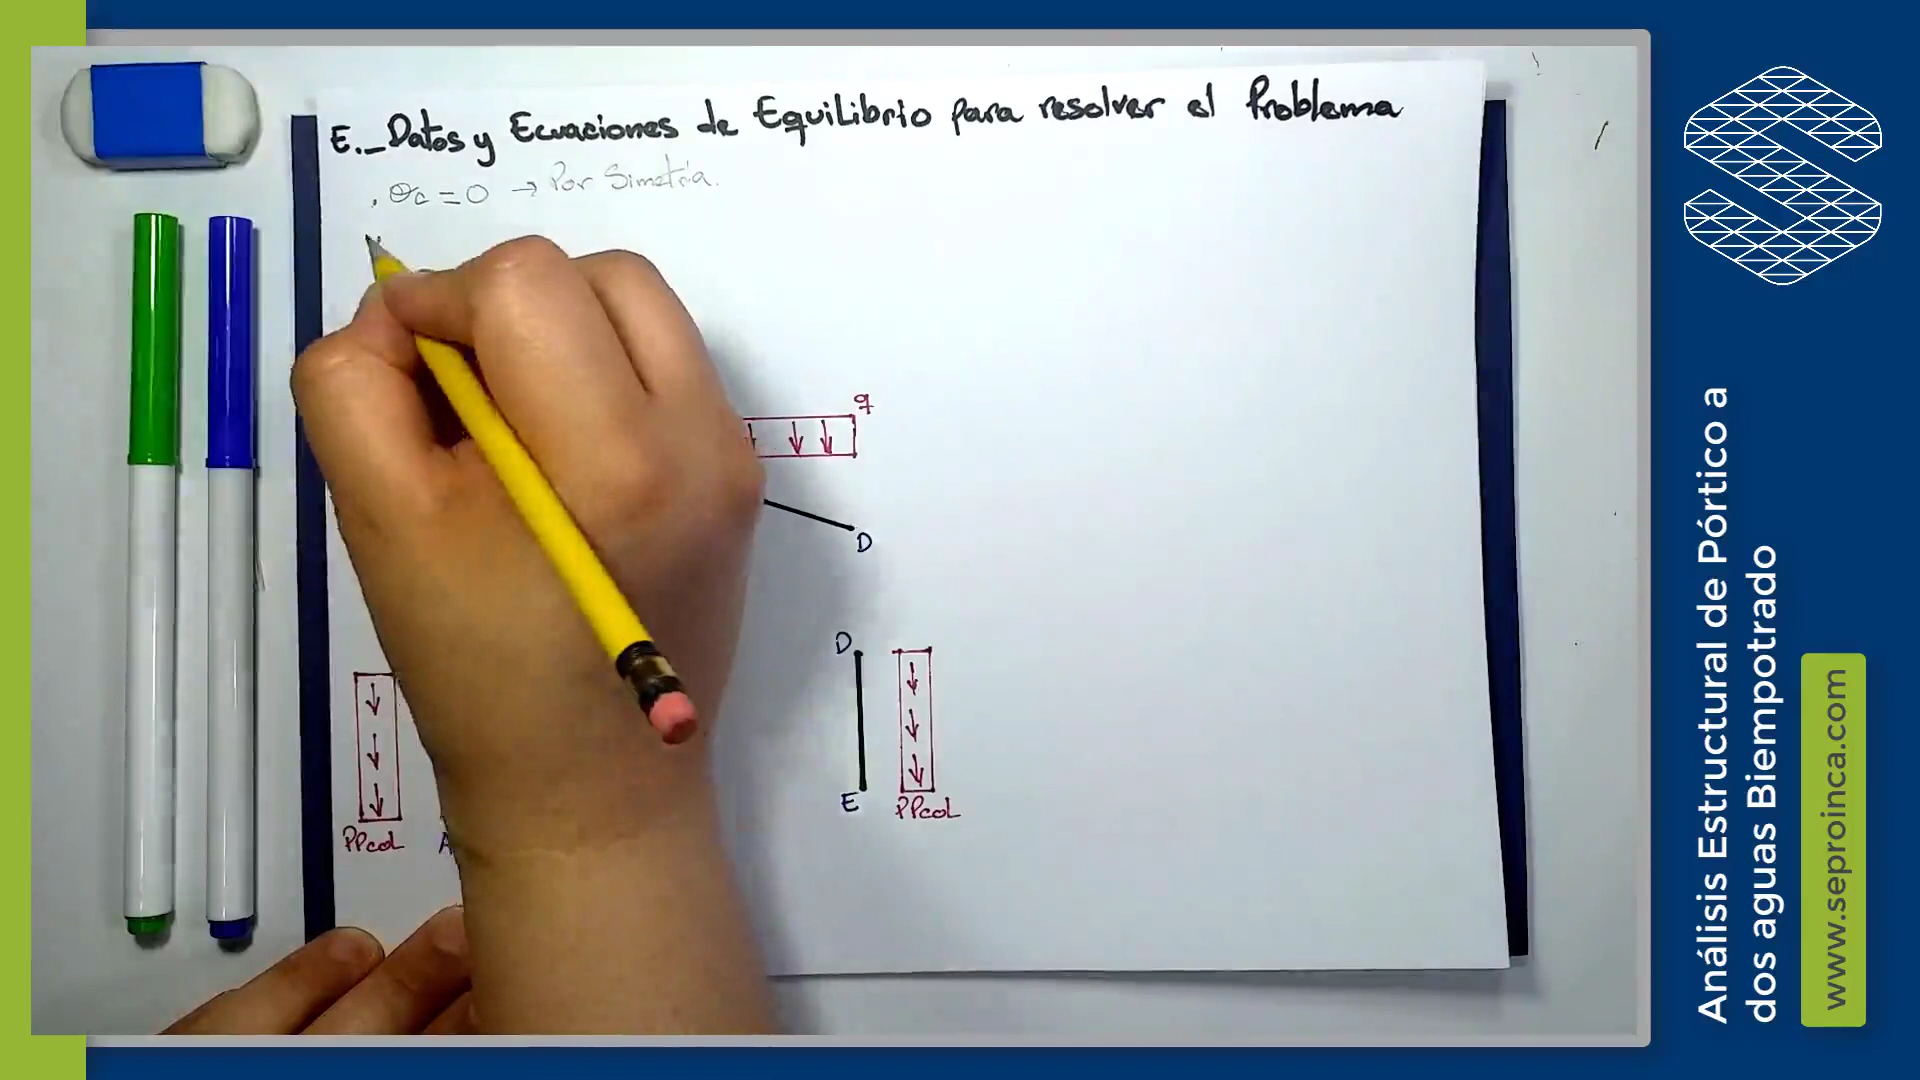 E._Datos y Ecuaciones de Equilibrio para resolver el Problema
. θc = 0 → Por Simetría.
q
D
D
E
PPcol
PPcol
A
Análisis Estructural de Pórtico a
dos aguas Biempotrado
www.seproinca.com